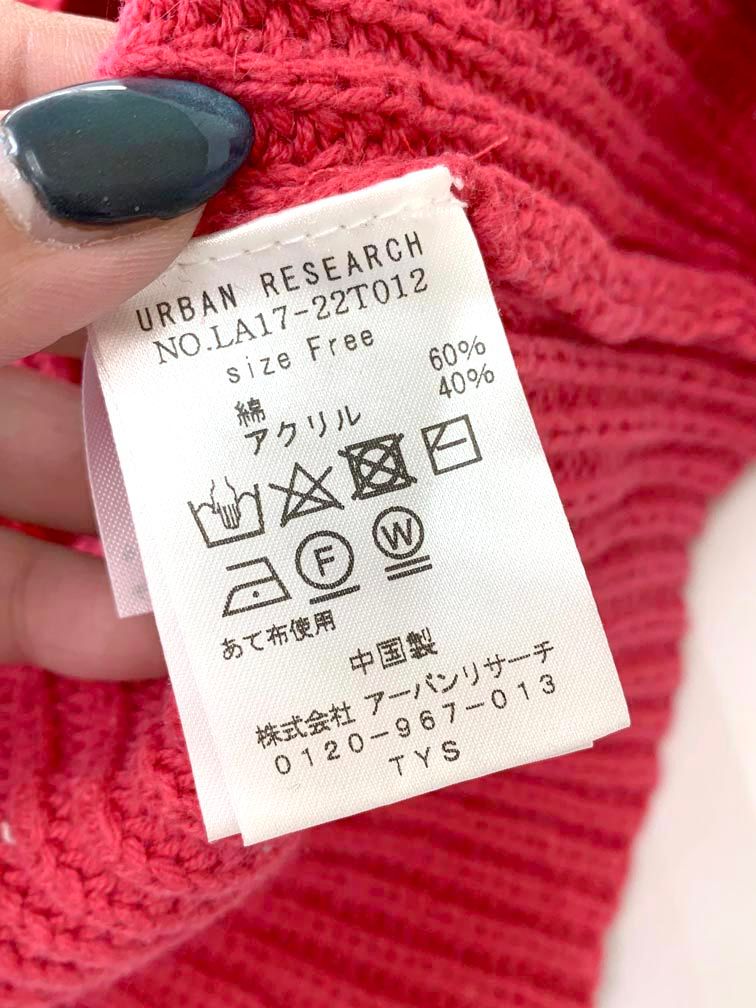 URBAN RESEARCH
NO.LA17-22T012
size Free
綿 60%
アクリル 40%
F W
あて布使用
中国製
株式会社 アーバンリサーチ
0120-967-013
TYS